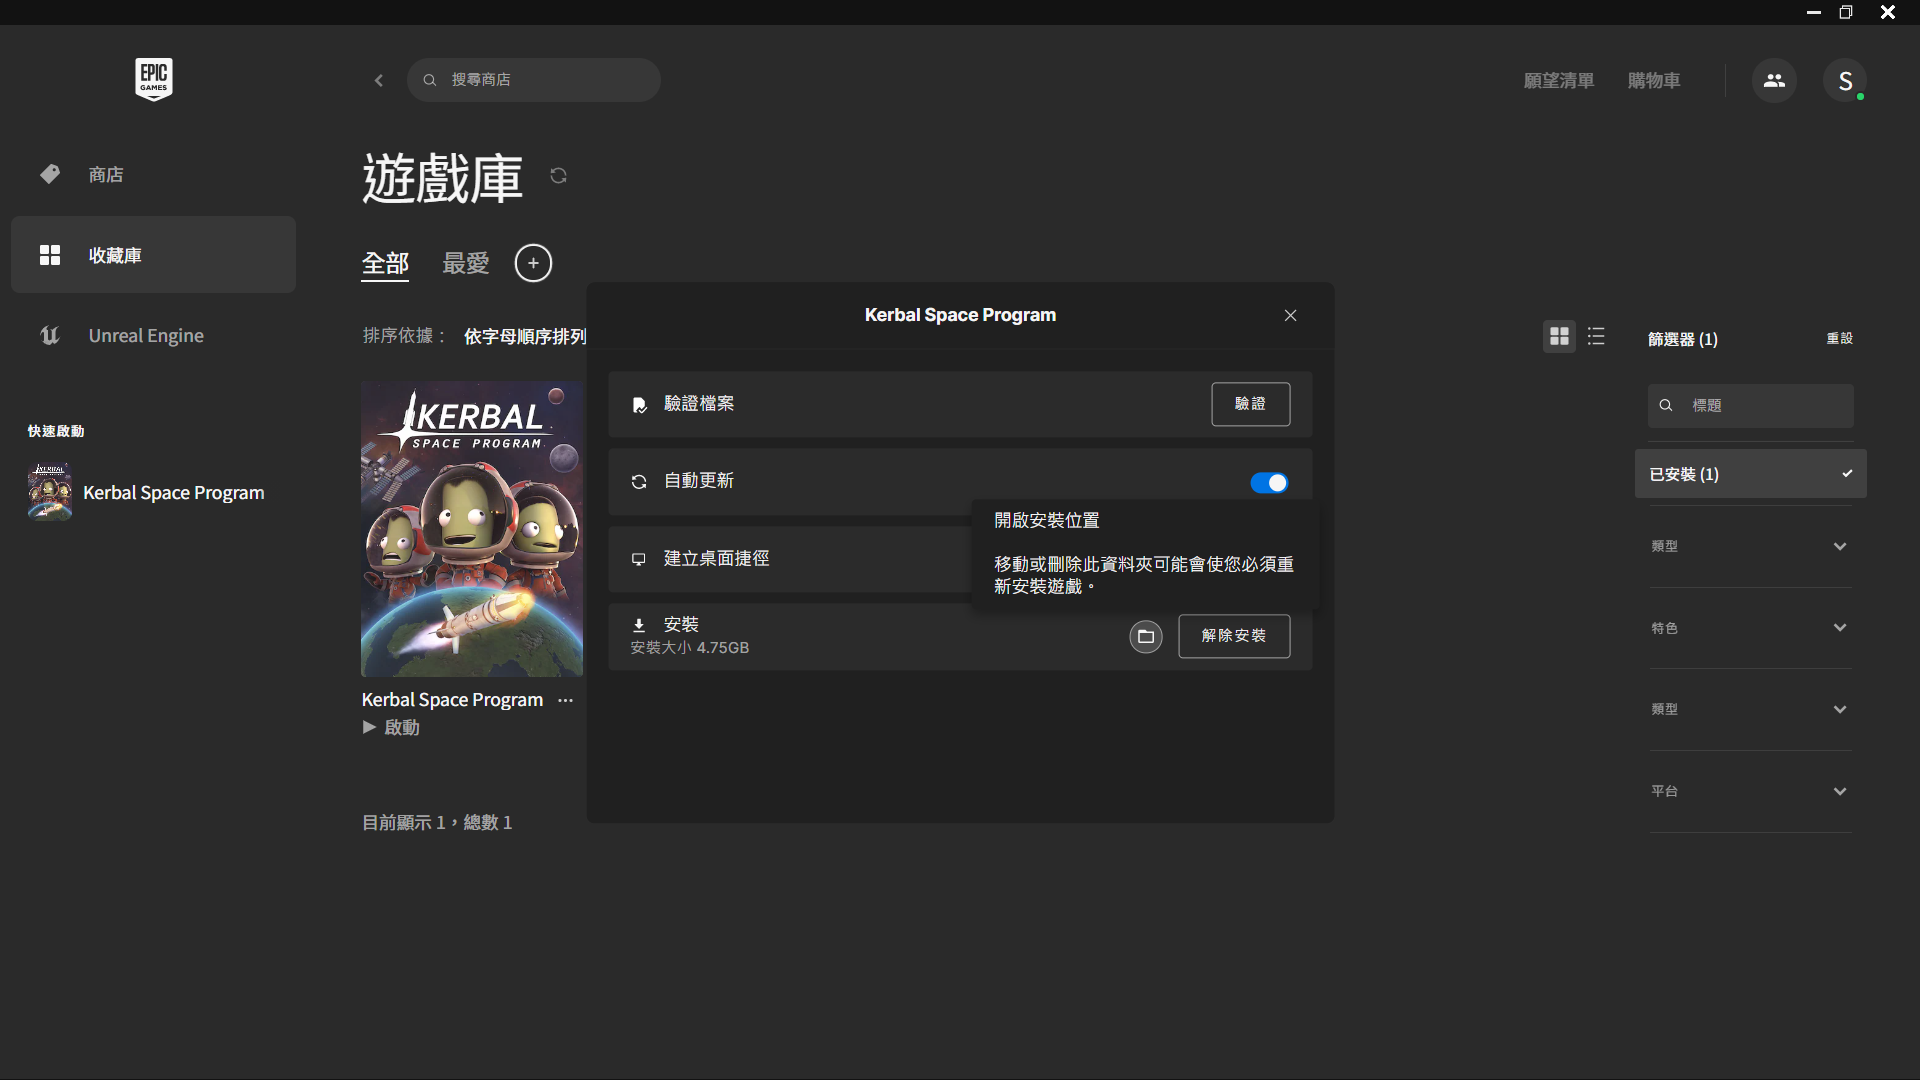 EPIC
GAMES
搜尋商店
願望清單
購物車
S
商店
收藏庫
Unreal Engine
快速啟動
KERBAL
Kerbal Space Program
遊戲庫
全部
最愛
+
排序依據：
依字母順序排列
KERBAL
SPACE PROGRAM
Kerbal Space Program
啟動
目前顯示 1，總數 1
Kerbal Space Program
驗證檔案
驗證
自動更新
建立桌面捷徑
開啟安裝位置
移動或刪除此資料夾可能會使您必須重
新安裝遊戲。
安裝
安裝大小 4.75GB
解除安裝
篩選器 (1)
重設
標題
已安裝 (1)
類型
特色
類型
平台